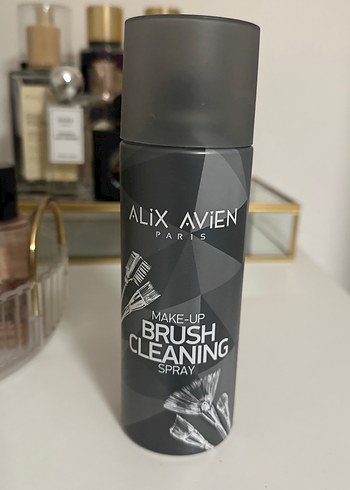 ALiX AViEN
PARIS
MAKE-UP
BRUSH
CLEANING
SPRAY